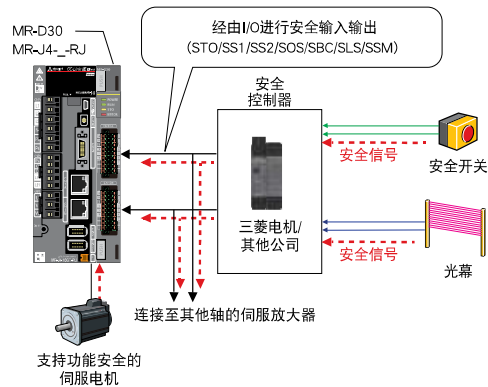 MR-D30
MR-J4-_-RJ
经由I/O进行安全输入输出
(STO/SS1/SS2/SOS/SBC/SLS/SSM)
安全
控制器
安全信号
安全开关
三菱电机/
其他公司
安全信号
光幕
连接至其他轴的伺服放大器
支持功能安全的
伺服电机